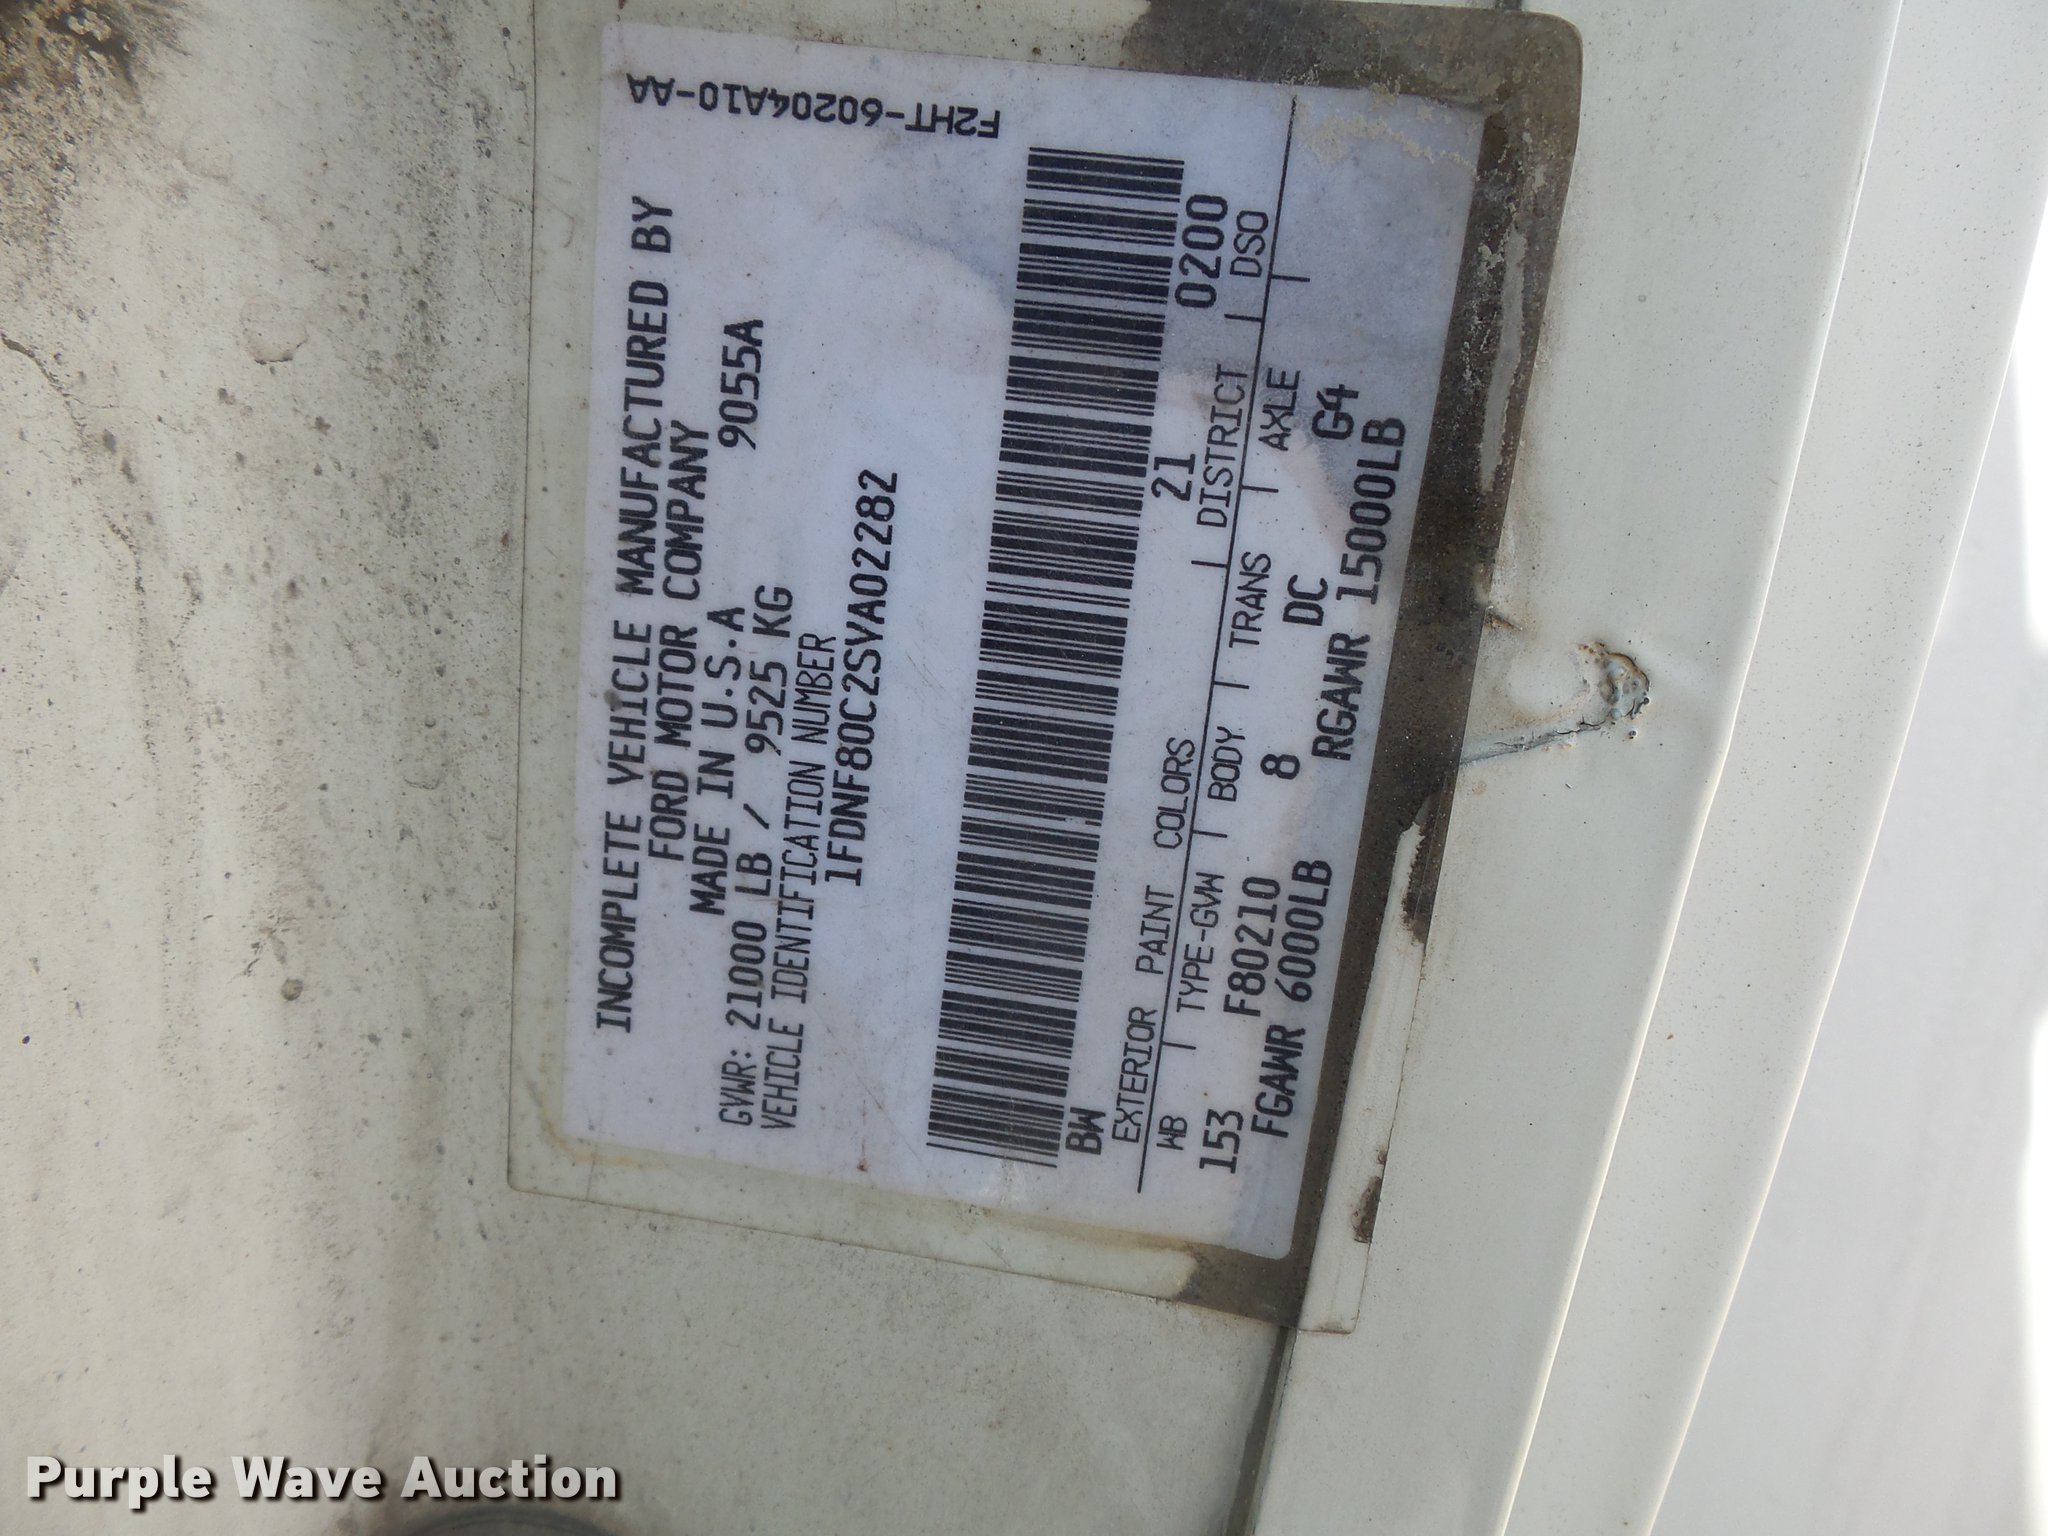 F2HT-60204A10-AA
INCOMPLETE VEHICLE MANUFACTURED BY
FORD MOTOR COMPANY
MADE IN U.S.A
9055A
GVWR: 21000 LB / 9525 KG
VEHICLE IDENTIFICATION NUMBER
1FDNF80C2SVA02282
BW 21 0200
EXTERIOR PAINT COLORS DISTRICT DSO
WB TYPE-GVW BODY TRANS AXLE
153 F80210 8 DC G4
FGAWR 6000LB RGAWR 15000LB
Purple Wave Auction